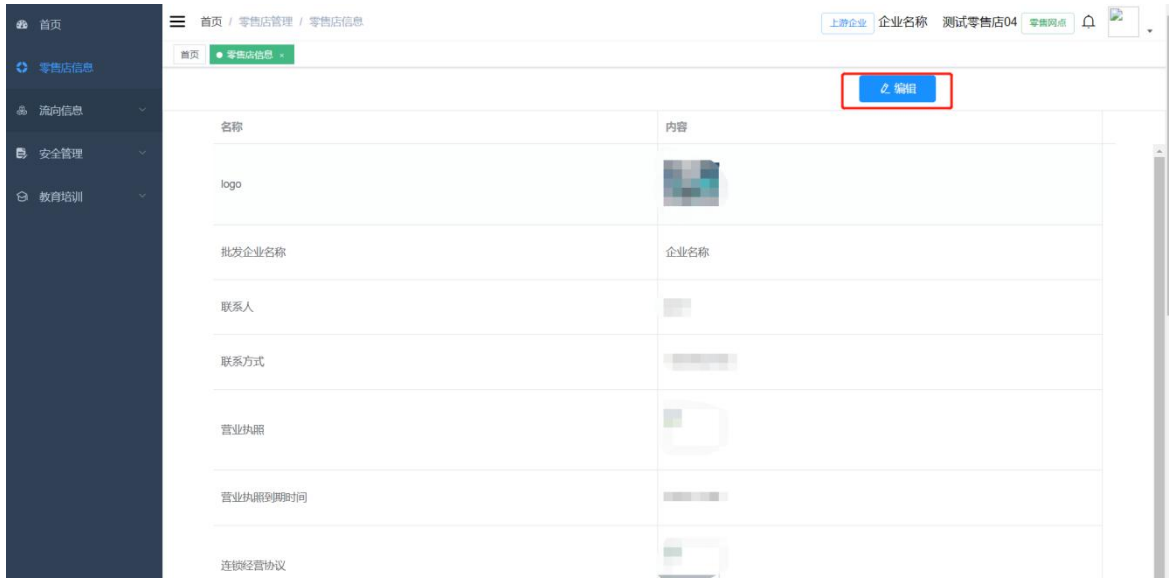 首页
零售店信息
流向信息
安全管理
教育培训
首页 / 零售店管理 / 零售店信息
上游企业 企业名称 测试零售店04 零售网点
首页 零售店信息 ×
编辑
名称 内容
logo
批发企业名称 企业名称
联系人
联系方式
营业执照
营业执照到期时间
连锁经营协议